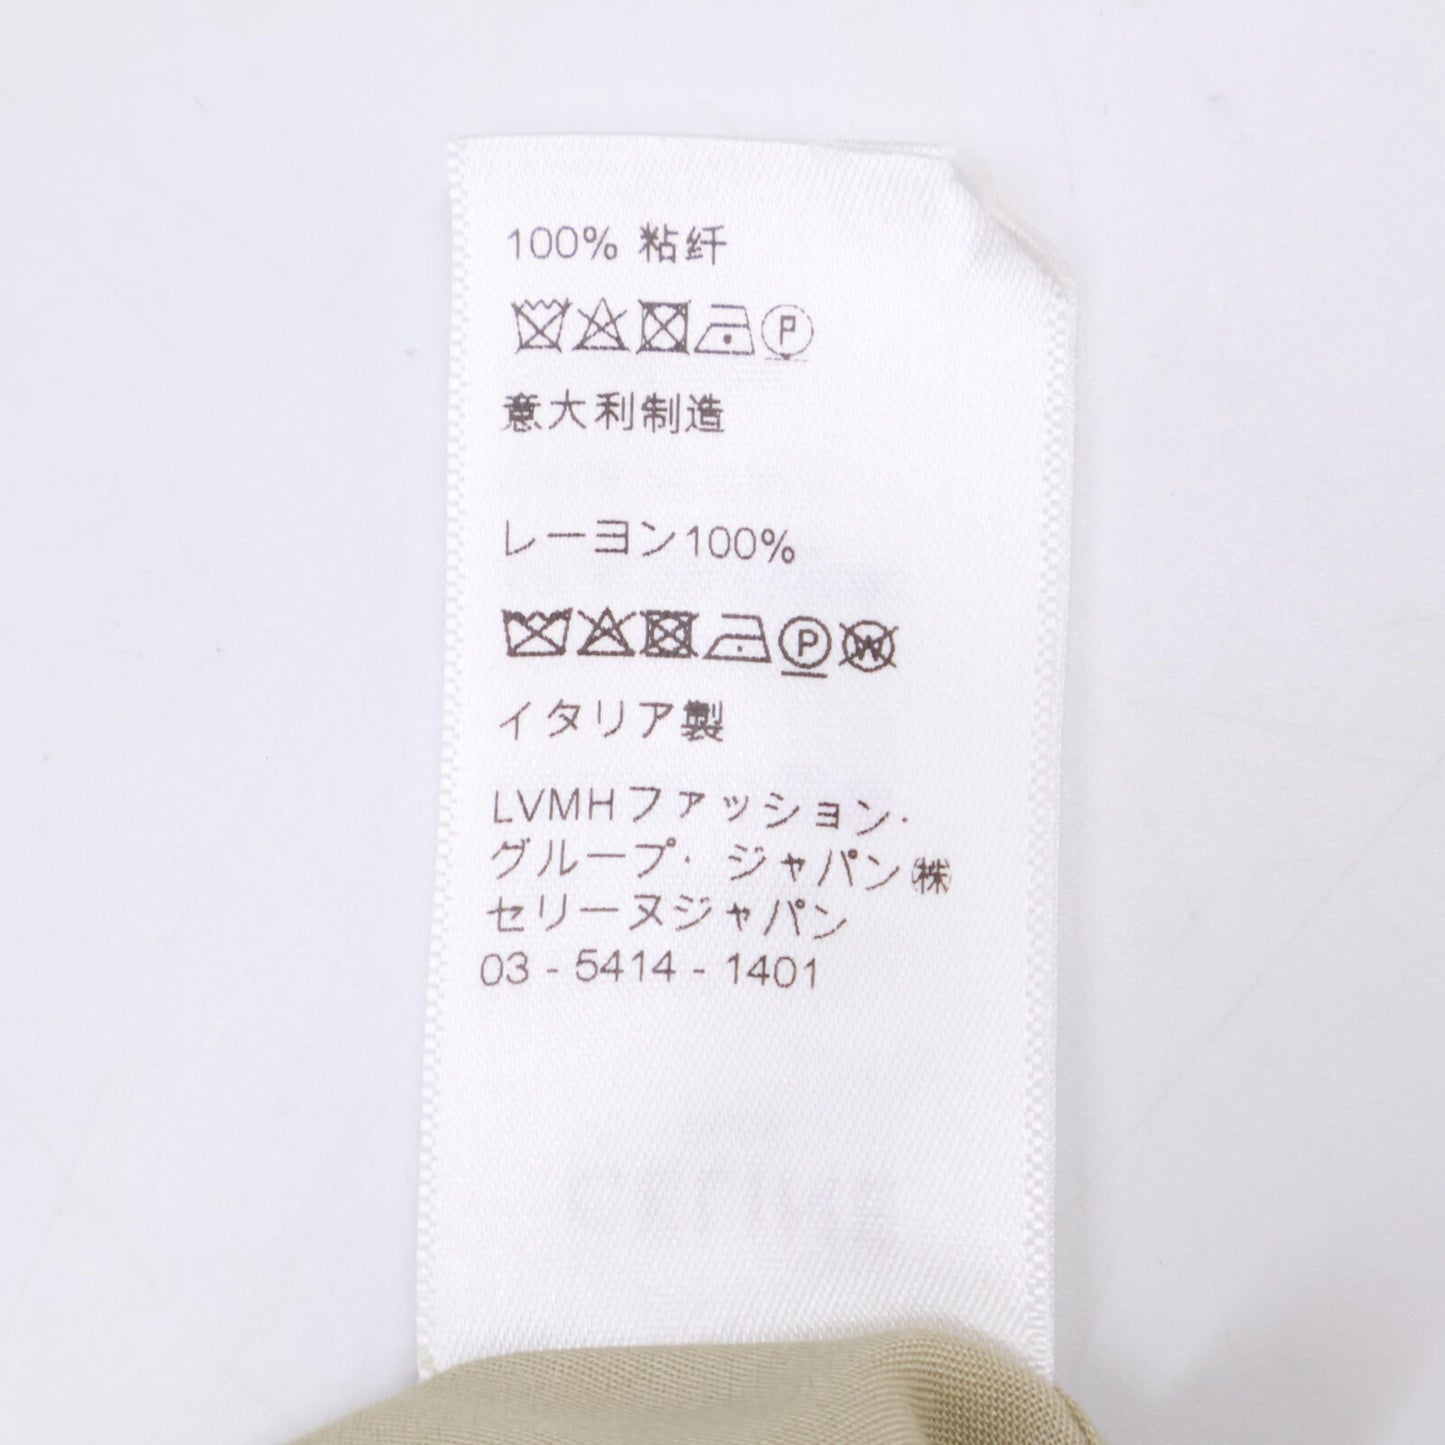 100% 粘纤
P
意大利制造
レーヨン100%
P W
イタリア製
LVMHファッション・
グループ・ジャパン㈱
セリーヌジャパン
03 - 5414 - 1401